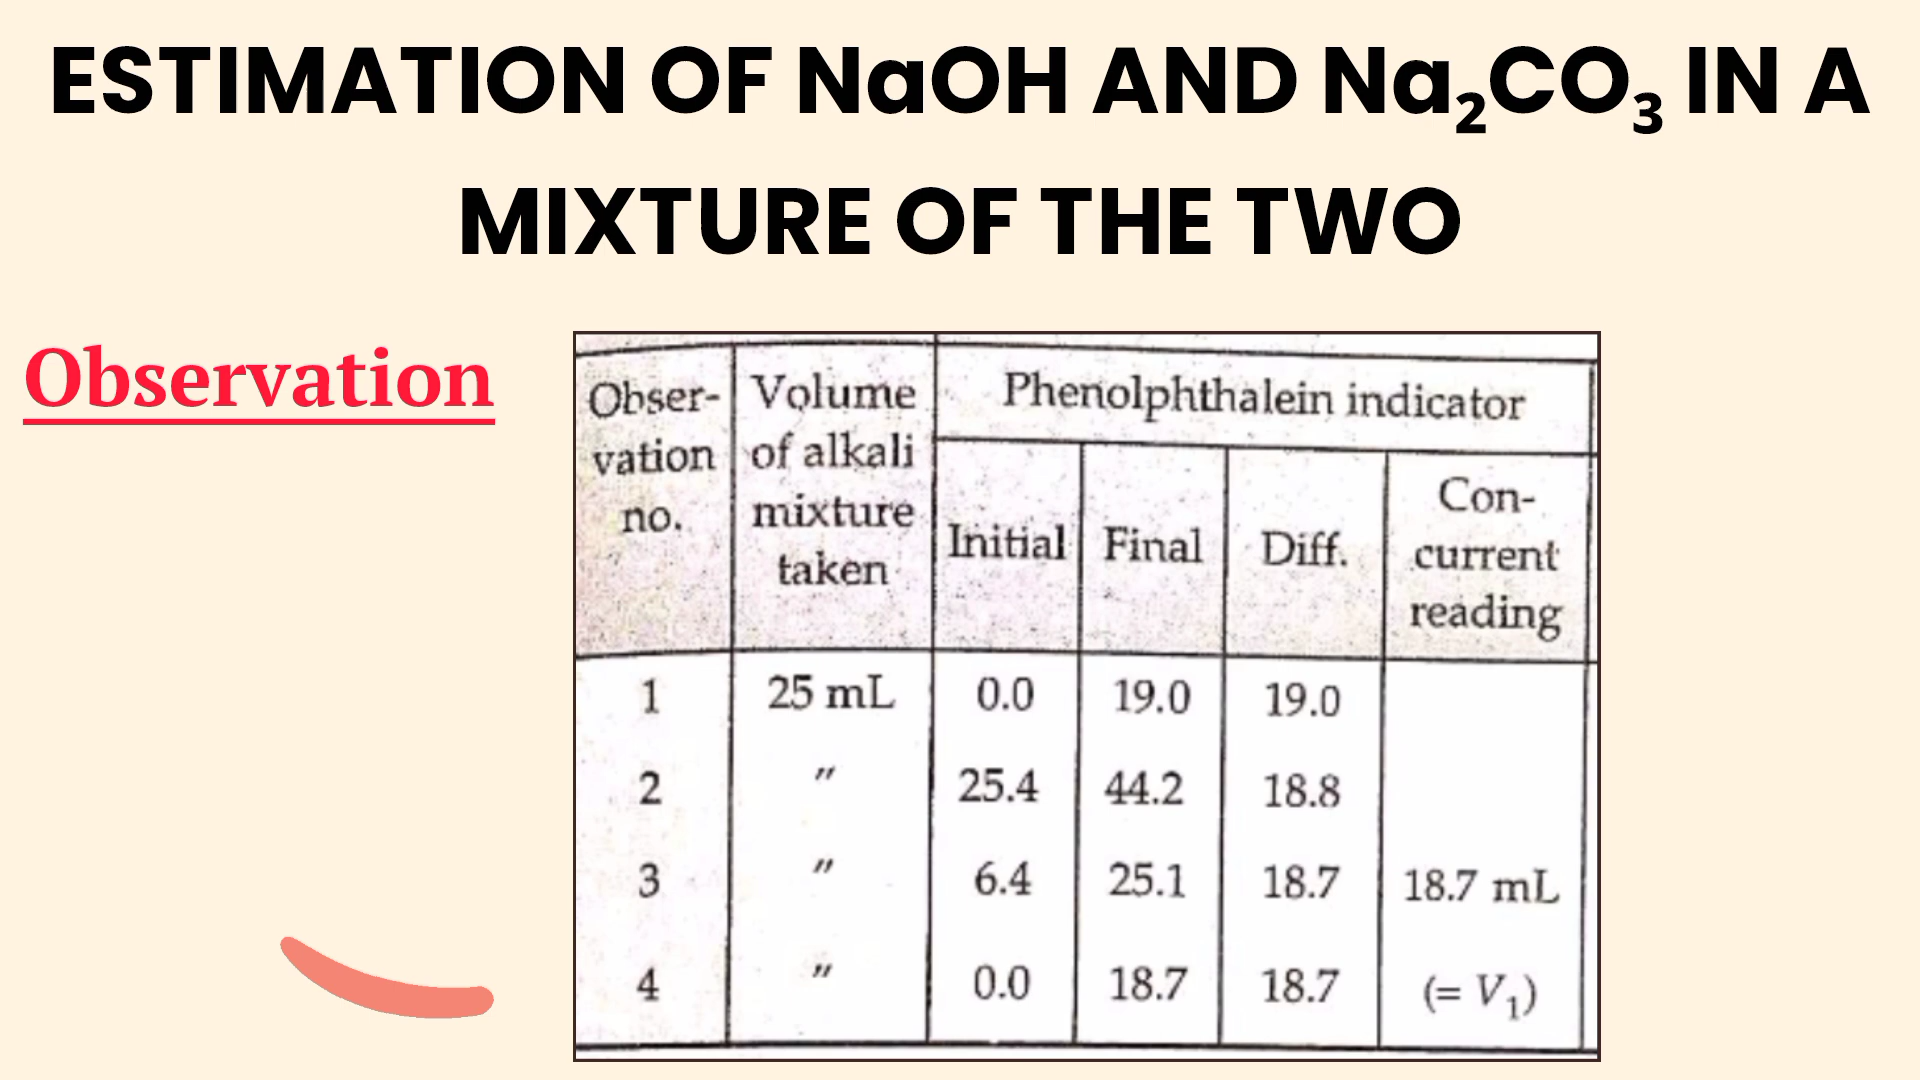 ESTIMATION OF NaOH AND Na₂CO₃ IN A
MIXTURE OF THE TWO
Observation
Obser-
vation
no.
Volume
of alkali
mixture
taken
Phenolphthalein indicator
Initial
Final
Diff.
Con-
current
reading
1 25 mL 0.0 19.0 19.0
2 " 25.4 44.2 18.8
3 " 6.4 25.1 18.7 18.7 mL
4 " 0.0 18.7 18.7 (= V₁)